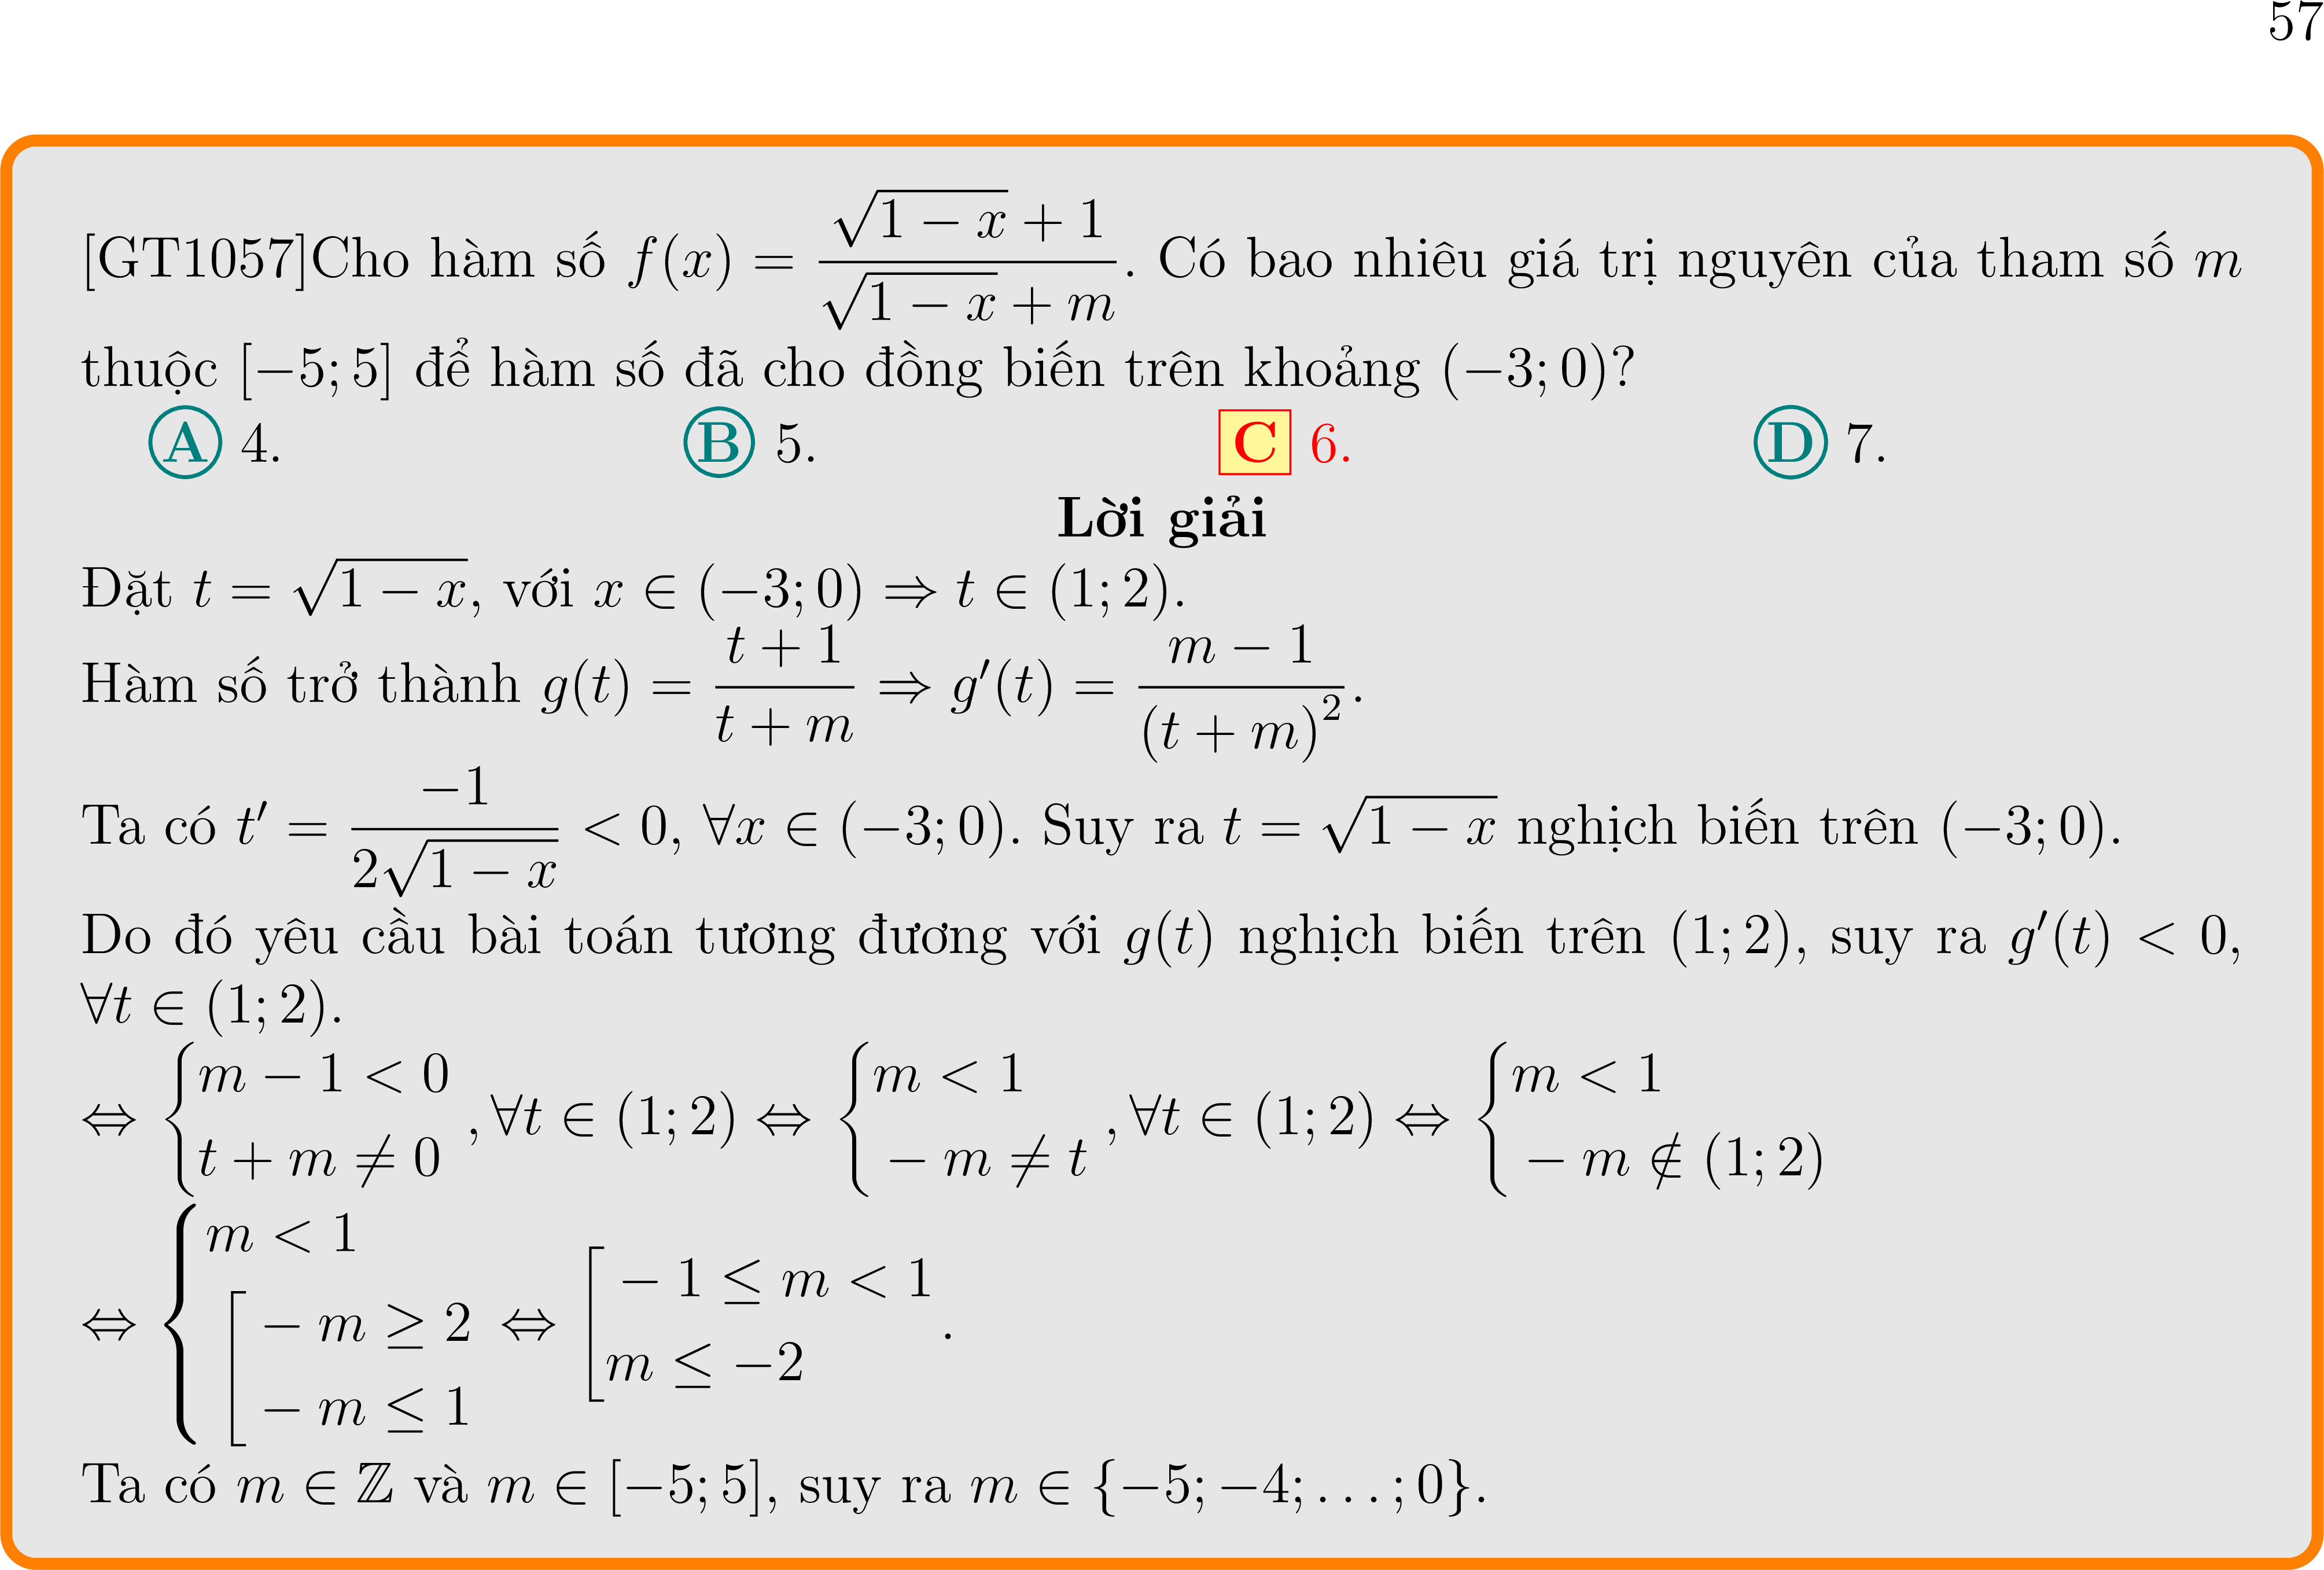 57
[GT1057]Cho hàm số $f(x) = \dfrac{\sqrt{1-x}+1}{\sqrt{1-x}+m}$. Có bao nhiêu giá trị nguyên của tham số $m$
thuộc $[-5;5]$ để hàm số đã cho đồng biến trên khoảng $(-3;0)$?
A 4. B 5. C 6. D 7.
Lời giải
Đặt $t = \sqrt{1-x}$, với $x \in (-3;0) \Rightarrow t \in (1;2)$.
Hàm số trở thành $g(t) = \dfrac{t+1}{t+m} \Rightarrow g'(t) = \dfrac{m-1}{(t+m)^2}$.
Ta có $t' = \dfrac{-1}{2\sqrt{1-x}} < 0$, $\forall x \in (-3;0)$. Suy ra $t = \sqrt{1-x}$ nghịch biến trên $(-3;0)$.
Do đó yêu cầu bài toán tương đương với $g(t)$ nghịch biến trên $(1;2)$, suy ra $g'(t) < 0$,
$\forall t \in (1;2)$.
$\Leftrightarrow \begin{cases} m-1<0 \\ t+m \neq 0 \end{cases}, \forall t \in (1;2) \Leftrightarrow \begin{cases} m<1 \\ -m \neq t \end{cases}, \forall t \in (1;2) \Leftrightarrow \begin{cases} m<1 \\ -m \notin (1;2) \end{cases}$
$\Leftrightarrow \begin{cases} m<1 \\ \left[\begin{array}{l} -m \geq 2 \\ -m \leq 1 \end{array}\right. \end{cases} \Leftrightarrow \left[\begin{array}{l} -1 \leq m < 1 \\ m \leq -2 \end{array}\right.$.
Ta có $m \in \mathbb{Z}$ và $m \in [-5;5]$, suy ra $m \in \{-5;-4;\ldots;0\}$.